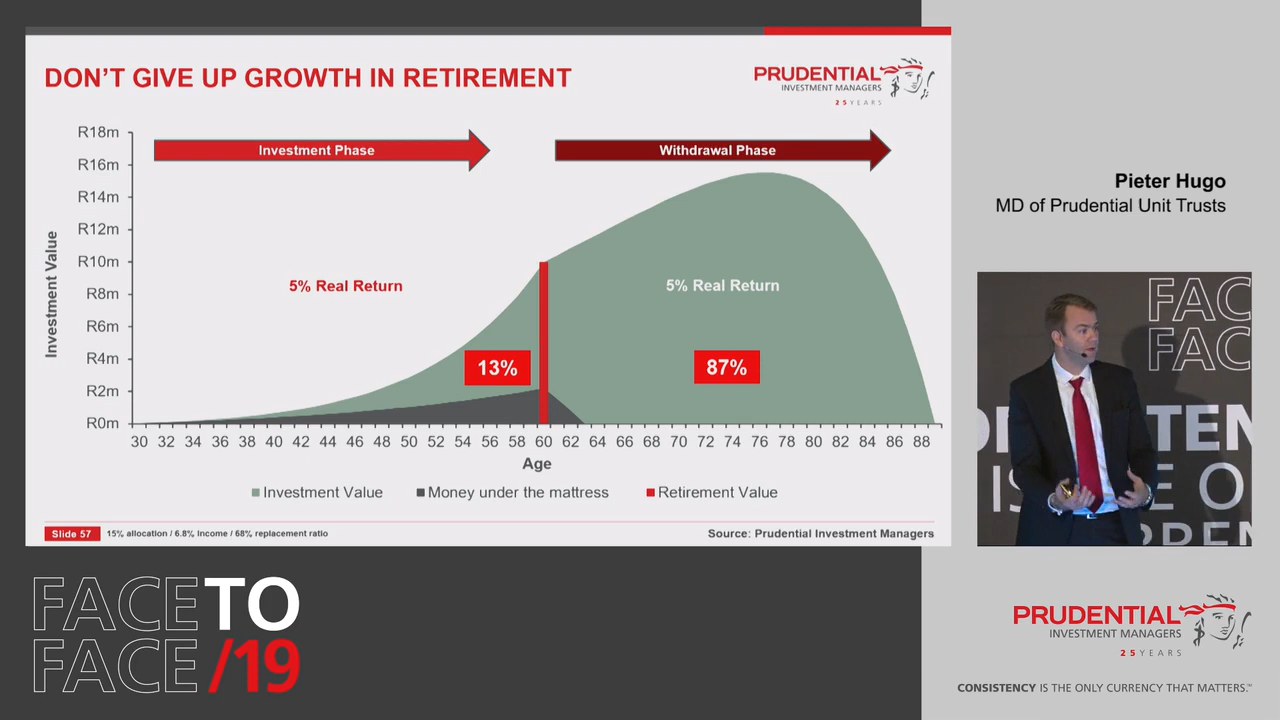 DON'T GIVE UP GROWTH IN RETIREMENT
PRUDENTIAL
INVESTMENT MANAGERS
25 YEARS
R18m
R16m
R14m
R12m
R10m
R8m
R6m
R4m
R2m
R0m
Investment Value
Investment Phase
Withdrawal Phase
5% Real Return
5% Real Return
13%
87%
30 32 34 36 38 40 42 44 46 48 50 52 54 56 58 60 62 64 66 68 70 72 74 76 78 80 82 84 86 88
Age
Investment Value
Money under the mattress
Retirement Value
Slide 57
15% allocation / 6.8% Income / 68% replacement ratio
Source: Prudential Investment Managers
Pieter Hugo
MD of Prudential Unit Trusts
FAC
FAC
TEN
IS
E O
FACE TO
FACE /19
PRUDENTIAL
INVESTMENT MANAGERS
25 YEARS
CONSISTENCY IS THE ONLY CURRENCY THAT MATTERS.™